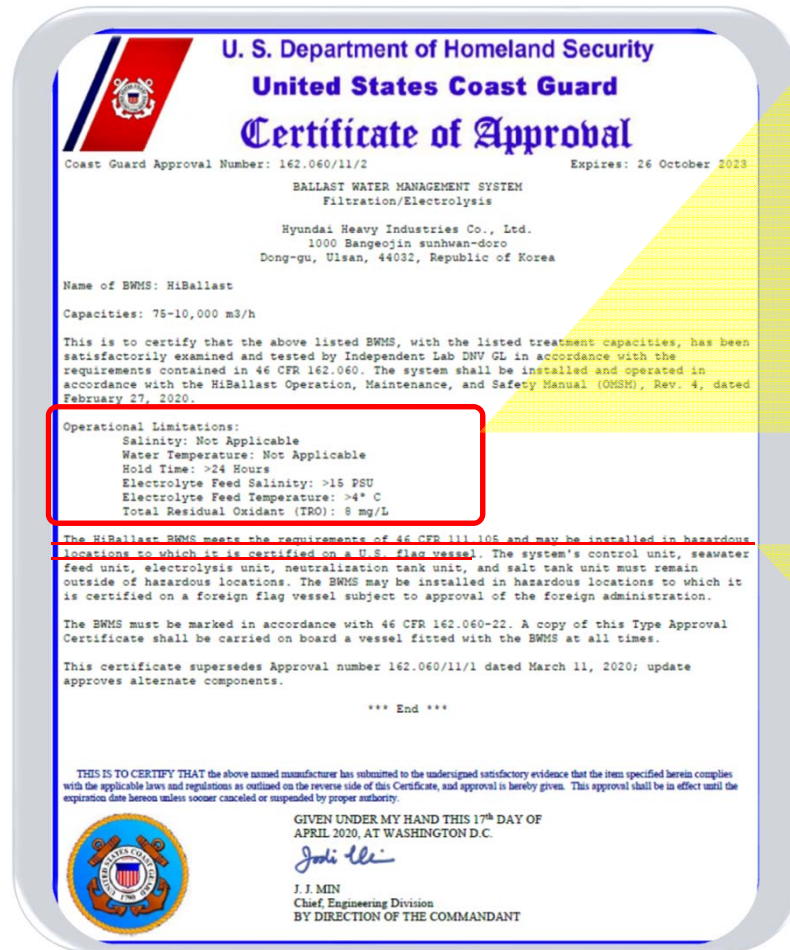 U. S. Department of Homeland Security
United States Coast Guard
Certificate of Approval
Coast Guard Approval Number: 162.060/11/2 Expires: 26 October 2023
BALLAST WATER MANAGEMENT SYSTEM
Filtration/Electrolysis
Hyundai Heavy Industries Co., Ltd.
1000 Bangeojin sunhwan-doro
Dong-gu, Ulsan, 44032, Republic of Korea
Name of BWMS: HiBallast
Capacities: 75-10,000 m3/h
This is to certify that the above listed BWMS, with the listed treatment capacities, has been
satisfactorily examined and tested by Independent Lab DNV GL in accordance with the
requirements contained in 46 CFR 162.060. The system shall be installed and operated in
accordance with the HiBallast Operation, Maintenance, and Safety Manual (OMSM), Rev. 4, dated
February 27, 2020.
Operational Limitations:
Salinity: Not Applicable
Water Temperature: Not Applicable
Hold Time: >24 Hours
Electrolyte Feed Salinity: >15 PSU
Electrolyte Feed Temperature: >4° C
Total Residual Oxidant (TRO): 8 mg/L
The HiBallast BWMS meets the requirements of 46 CFR 111.105 and may be installed in hazardous
locations to which it is certified on a U.S. flag vessel. The system's control unit, seawater
feed unit, electrolysis unit, neutralization tank unit, and salt tank unit must remain
outside of hazardous locations. The BWMS may be installed in hazardous locations to which it
is certified on a foreign flag vessel subject to approval of the foreign administration.
The BWMS must be marked in accordance with 46 CFR 162.060-22. A copy of this Type Approval
Certificate shall be carried on board a vessel fitted with the BWMS at all times.
This certificate supersedes Approval number 162.060/11/1 dated March 11, 2020; update
approves alternate components.
*** End ***
THIS IS TO CERTIFY THAT the above named manufacturer has submitted to the undersigned satisfactory evidence that the item specified herein complies
with the applicable laws and regulations as outlined on the reverse side of this Certificate, and approval is hereby given. This approval shall be in effect until the
expiration date hereon unless sooner canceled or suspended by proper authority.
GIVEN UNDER MY HAND THIS 17th DAY OF
APRIL 2020, AT WASHINGTON D.C.
J. J. MIN
Chief, Engineering Division
BY DIRECTION OF THE COMMANDANT